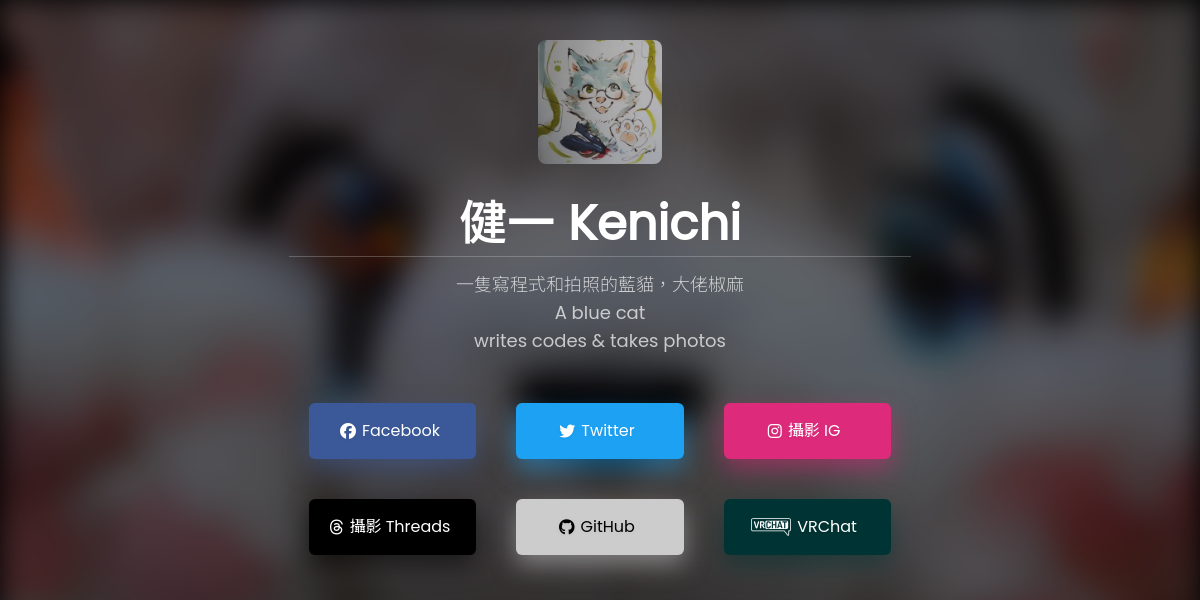 健一 Kenichi
一隻寫程式和拍照的藍貓，大佬椒麻
A blue cat
writes codes & takes photos
Facebook
Twitter
攝影 IG
攝影 Threads
GitHub
VRCHAT VRChat